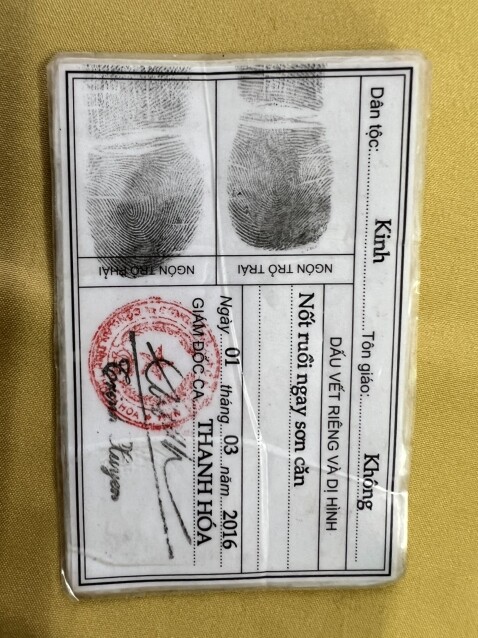 Dân tộc: Kinh Tôn giáo: Không
DẤU VẾT RIÊNG VÀ DỊ HÌNH
Nốt ruồi ngay sơn căn
NGÓN TRỎ TRÁI
NGÓN TRỎ PHẢI
Ngày 01 tháng 03 năm 2016
GIÁM ĐỐC CA THANH HÓA